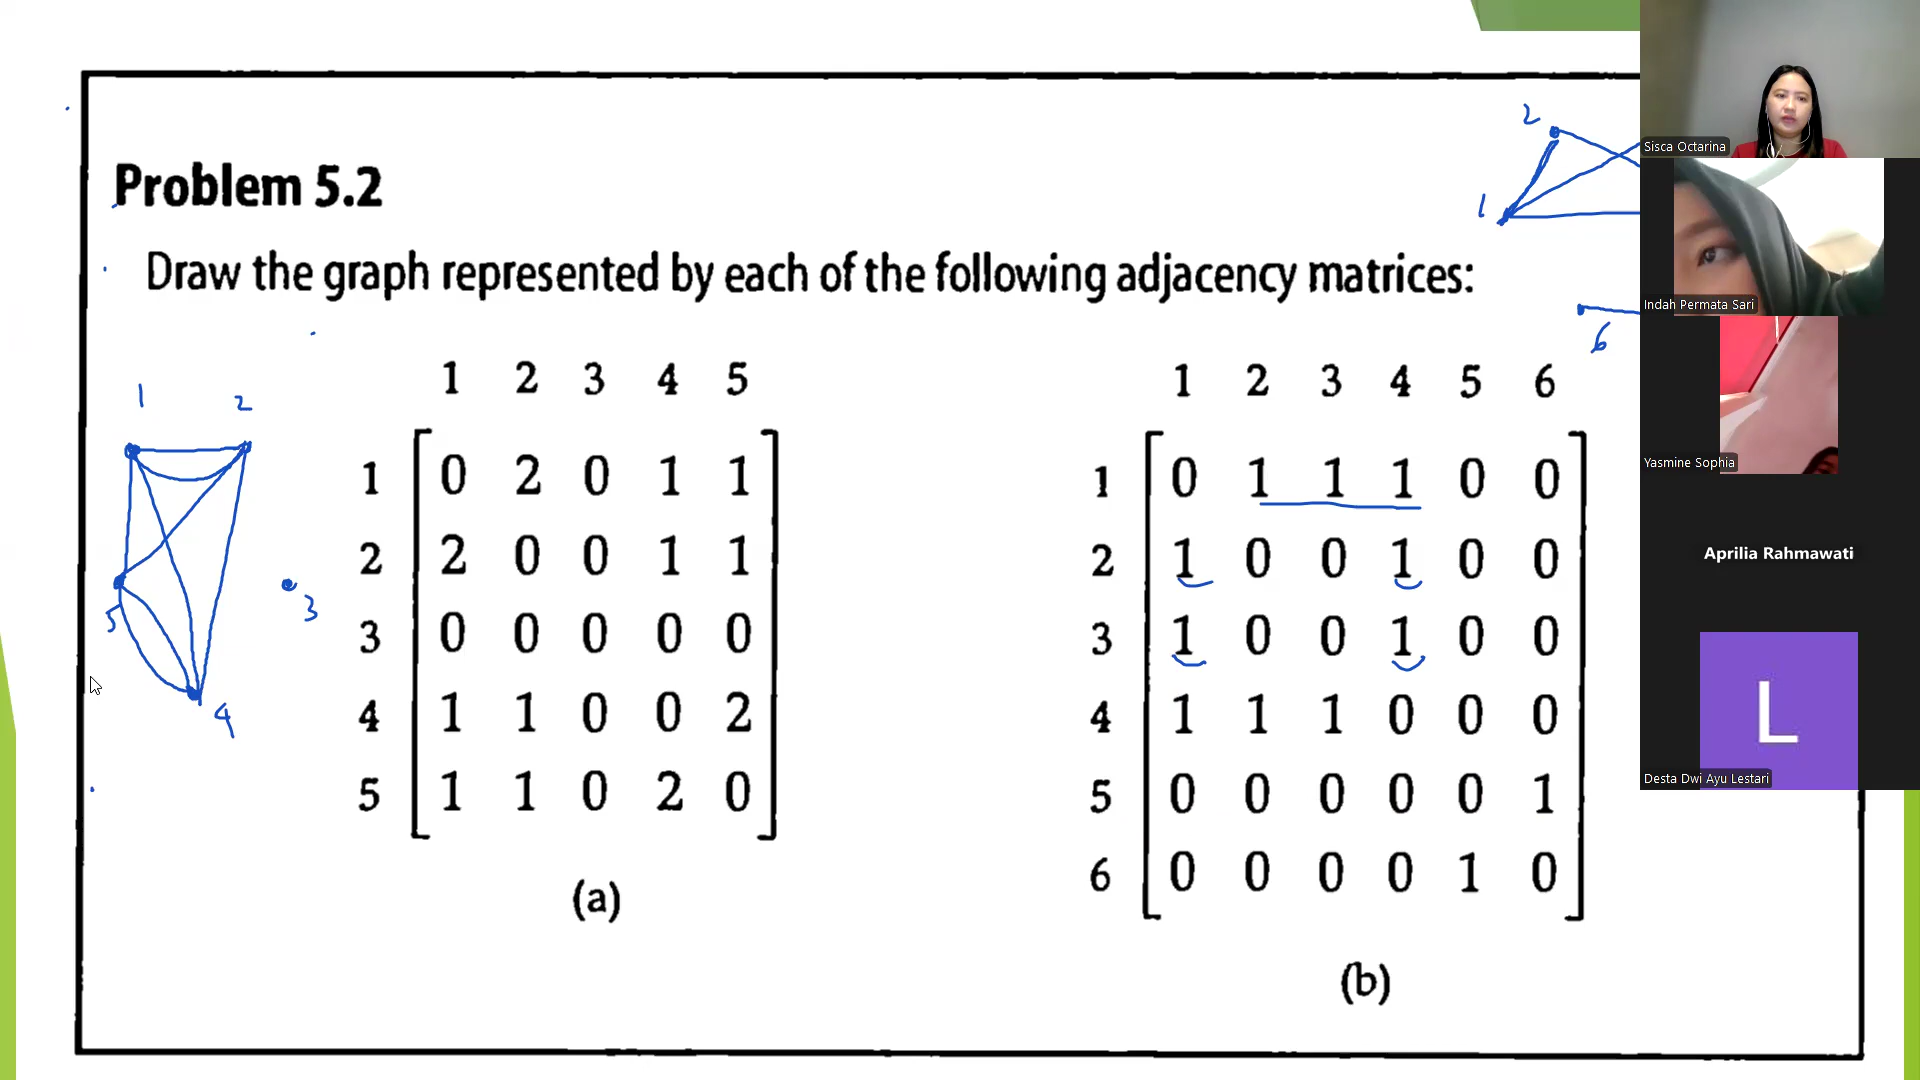 Problem 5.2
Draw the graph represented by each of the following adjacency matrices:
1 2 3 4 5
1 0 2 0 1 1
2 2 0 0 1 1
3 0 0 0 0 0
4 1 1 0 0 2
5 1 1 0 2 0
(a)
1 2 3 4 5 6
1 0 1 1 1 0 0
2 1 0 0 1 0 0
3 1 0 0 1 0 0
4 1 1 1 0 0 0
5 0 0 0 0 0 1
6 0 0 0 0 1 0
(b)
1 2
5 3
4
2
1
6
Sisca Octarina
Indah Permata Sari
Yasmine Sophia
Aprilia Rahmawati
L
Desta Dwi Ayu Lestari